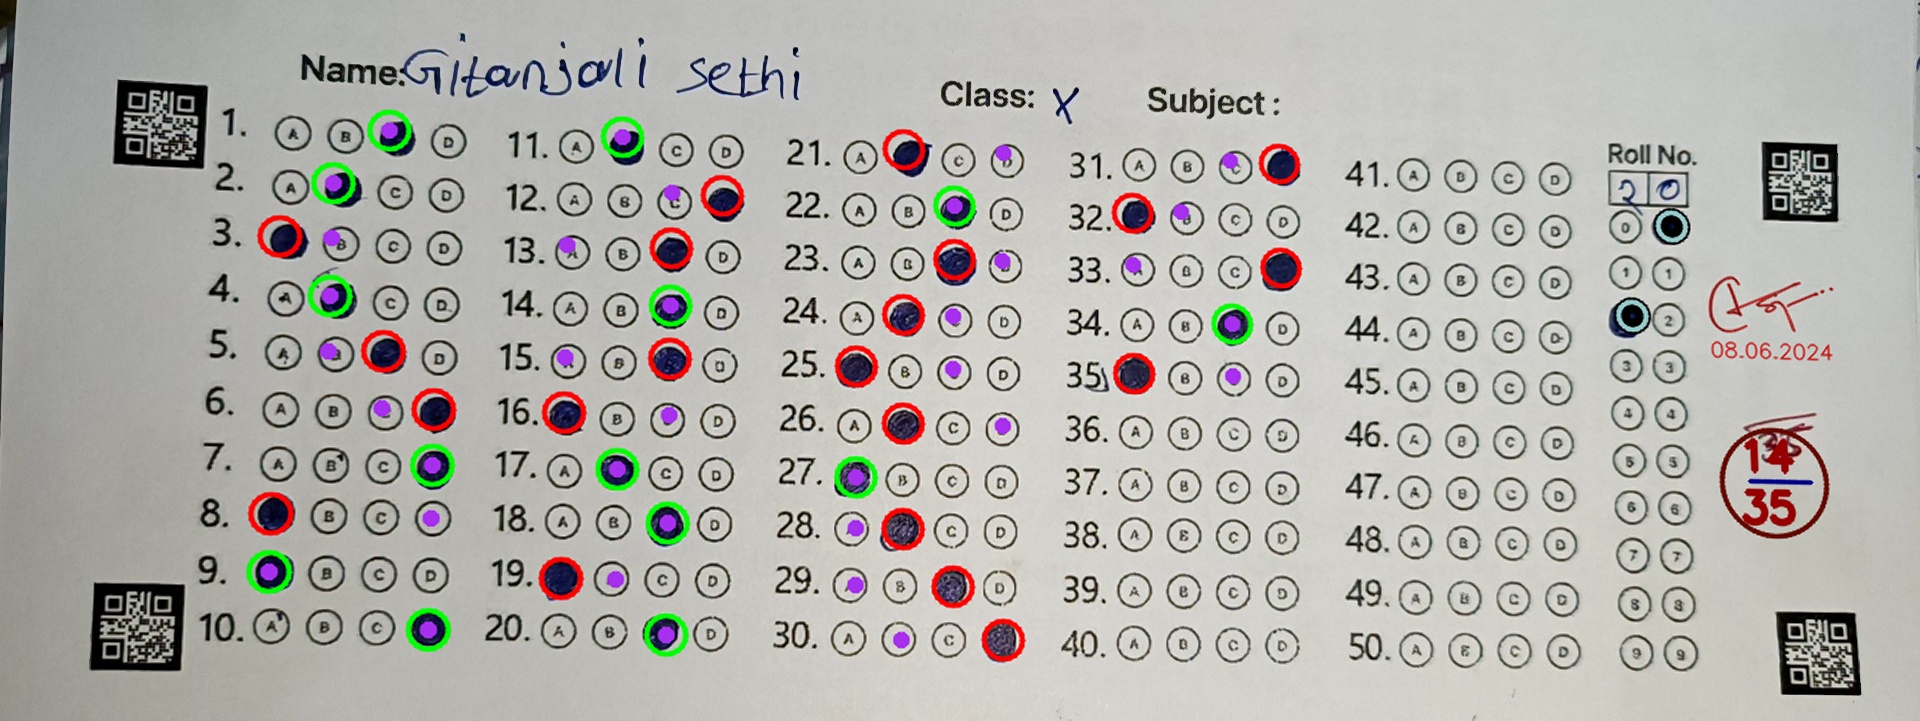 Name: Gitanjali sethi
Class: X Subject :
1. A B D
2. A C D
3. B C D
4. A C D
5. A B D
6. A B C
7. A B C
8. B C D
9. B C D
10. A B C
11. A C D
12. A B C
13. A B D
14. A B D
15. A B D
16. B C D
17. A C D
18. A B D
19. B C D
20. A B D
21. A C D
22. A B D
23. A B D
24. A C D
25. B C D
26. A C D
27. B C D
28. A C D
29. A B D
30. A B C
31. A B C
32. B C D
33. A B C
34. A B D
35. B C D
36. A B C D
37. A B C D
38. A B C D
39. A B C D
40. A B C D
41. A B C D
42. A B C D
43. A B C D
44. A B C D
45. A B C D
46. A B C D
47. A B C D
48. A B C D
49. A B C D
50. A B C D
Roll No.
2 0
0
1 1
2
3 3
4 4
5 5
6 6
7 7
8 8
9 9
08.06.2024
14
35